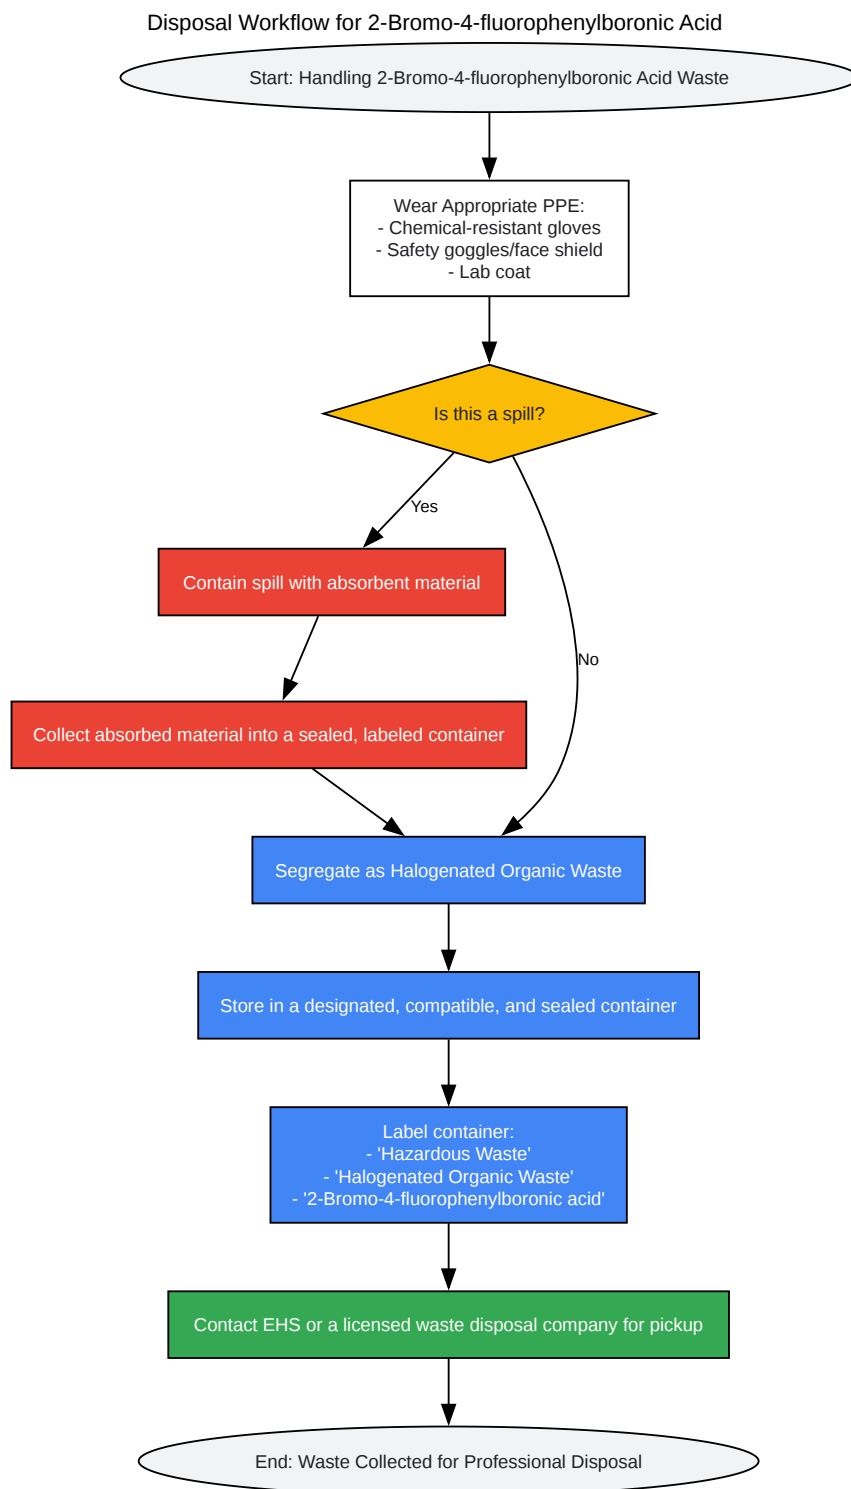 Disposal Workflow for 2-Bromo-4-fluorophenylboronic Acid
Start: Handling 2-Bromo-4-fluorophenylboronic Acid Waste
Wear Appropriate PPE:
- Chemical-resistant gloves
- Safety goggles/face shield
- Lab coat
Is this a spill?
Yes
Contain spill with absorbent material
No
Collect absorbed material into a sealed, labeled container
Segregate as Halogenated Organic Waste
Store in a designated, compatible, and sealed container
Label container:
- 'Hazardous Waste'
- 'Halogenated Organic Waste'
- '2-Bromo-4-fluorophenylboronic acid'
Contact EHS or a licensed waste disposal company for pickup
End: Waste Collected for Professional Disposal